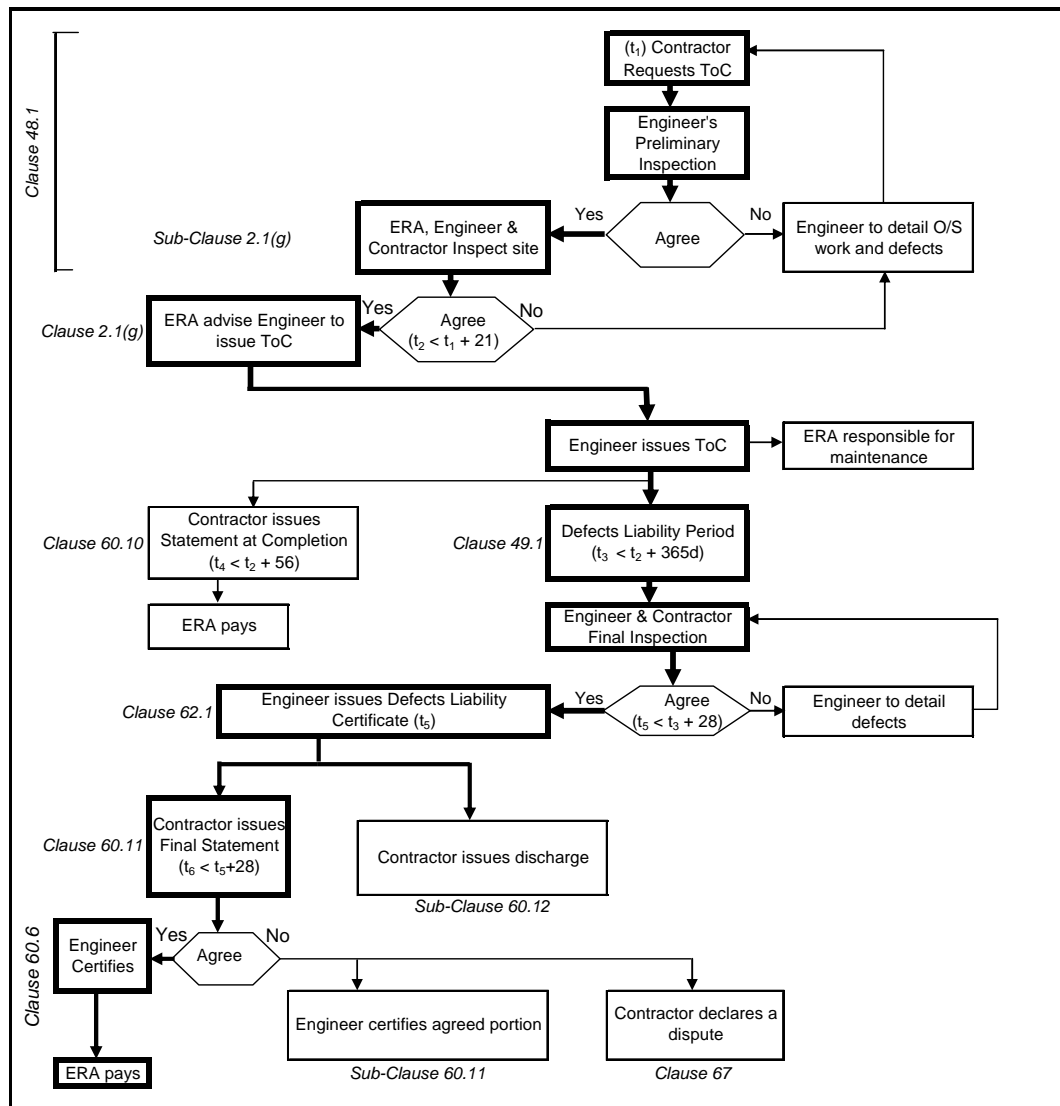 (t1) Contractor
Requests ToC
Clause 48.1
Engineer's
Preliminary
Inspection
Sub-Clause 2.1(g)
ERA, Engineer &
Contractor Inspect site
Yes
Agree
No
Engineer to detail O/S
work and defects
Clause 2.1(g)
ERA advise Engineer to
issue ToC
Yes
Agree
(t2 < t1 + 21)
No
Engineer issues ToC
ERA responsible for
maintenance
Clause 60.10
Contractor issues
Statement at Completion
(t4 < t2 + 56)
Clause 49.1
Defects Liability Period
(t3 < t2 + 365d)
ERA pays
Engineer & Contractor
Final Inspection
Clause 62.1
Engineer issues Defects Liability
Certificate (t5)
Yes
Agree
(t5 < t3 + 28)
No
Engineer to detail
defects
Clause 60.11
Contractor issues
Final Statement
(t6 < t5+28)
Contractor issues discharge
Sub-Clause 60.12
Clause 60.6
Engineer
Certifies
Yes
Agree
No
Engineer certifies agreed portion
Sub-Clause 60.11
Contractor declares a
dispute
Clause 67
ERA pays